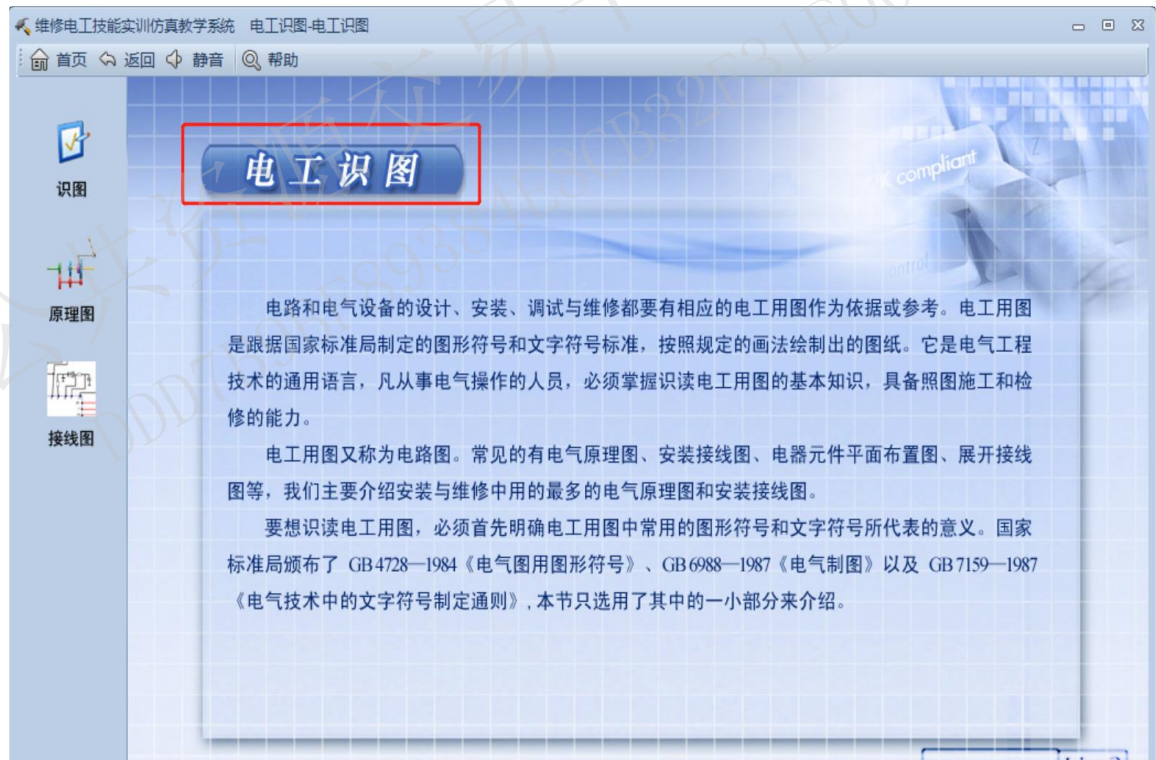 维修电工技能实训仿真教学系统 电工识图-电工识图
首页 返回 静音 帮助
电工识图
compliant
识图
control
原理图
接线图
电路和电气设备的设计、安装、调试与维修都要有相应的电工用图作为依据或参考。电工用图
是跟据国家标准局制定的图形符号和文字符号标准，按照规定的画法绘制出的图纸。它是电气工程
技术的通用语言，凡从事电气操作的人员，必须掌握识读电工用图的基本知识，具备照图施工和检
修的能力。
电工用图又称为电路图。常见的有电气原理图、安装接线图、电器元件平面布置图、展开接线
图等，我们主要介绍安装与维修中用的最多的电气原理图和安装接线图。
要想识读电工用图，必须首先明确电工用图中常用的图形符号和文字符号所代表的意义。国家
标准局颁布了 GB 4728—1984《电气图用图形符号》、GB 6988—1987《电气制图》以及 GB 7159—1987
《电气技术中的文字符号制定通则》, 本节只选用了其中的一小部分来介绍。